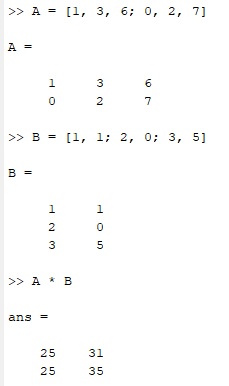 >> A = [1, 3, 6; 0, 2, 7]
A =
1 3 6
0 2 7
>> B = [1, 1; 2, 0; 3, 5]
B =
1 1
2 0
3 5
>> A * B
ans =
25 31
25 35